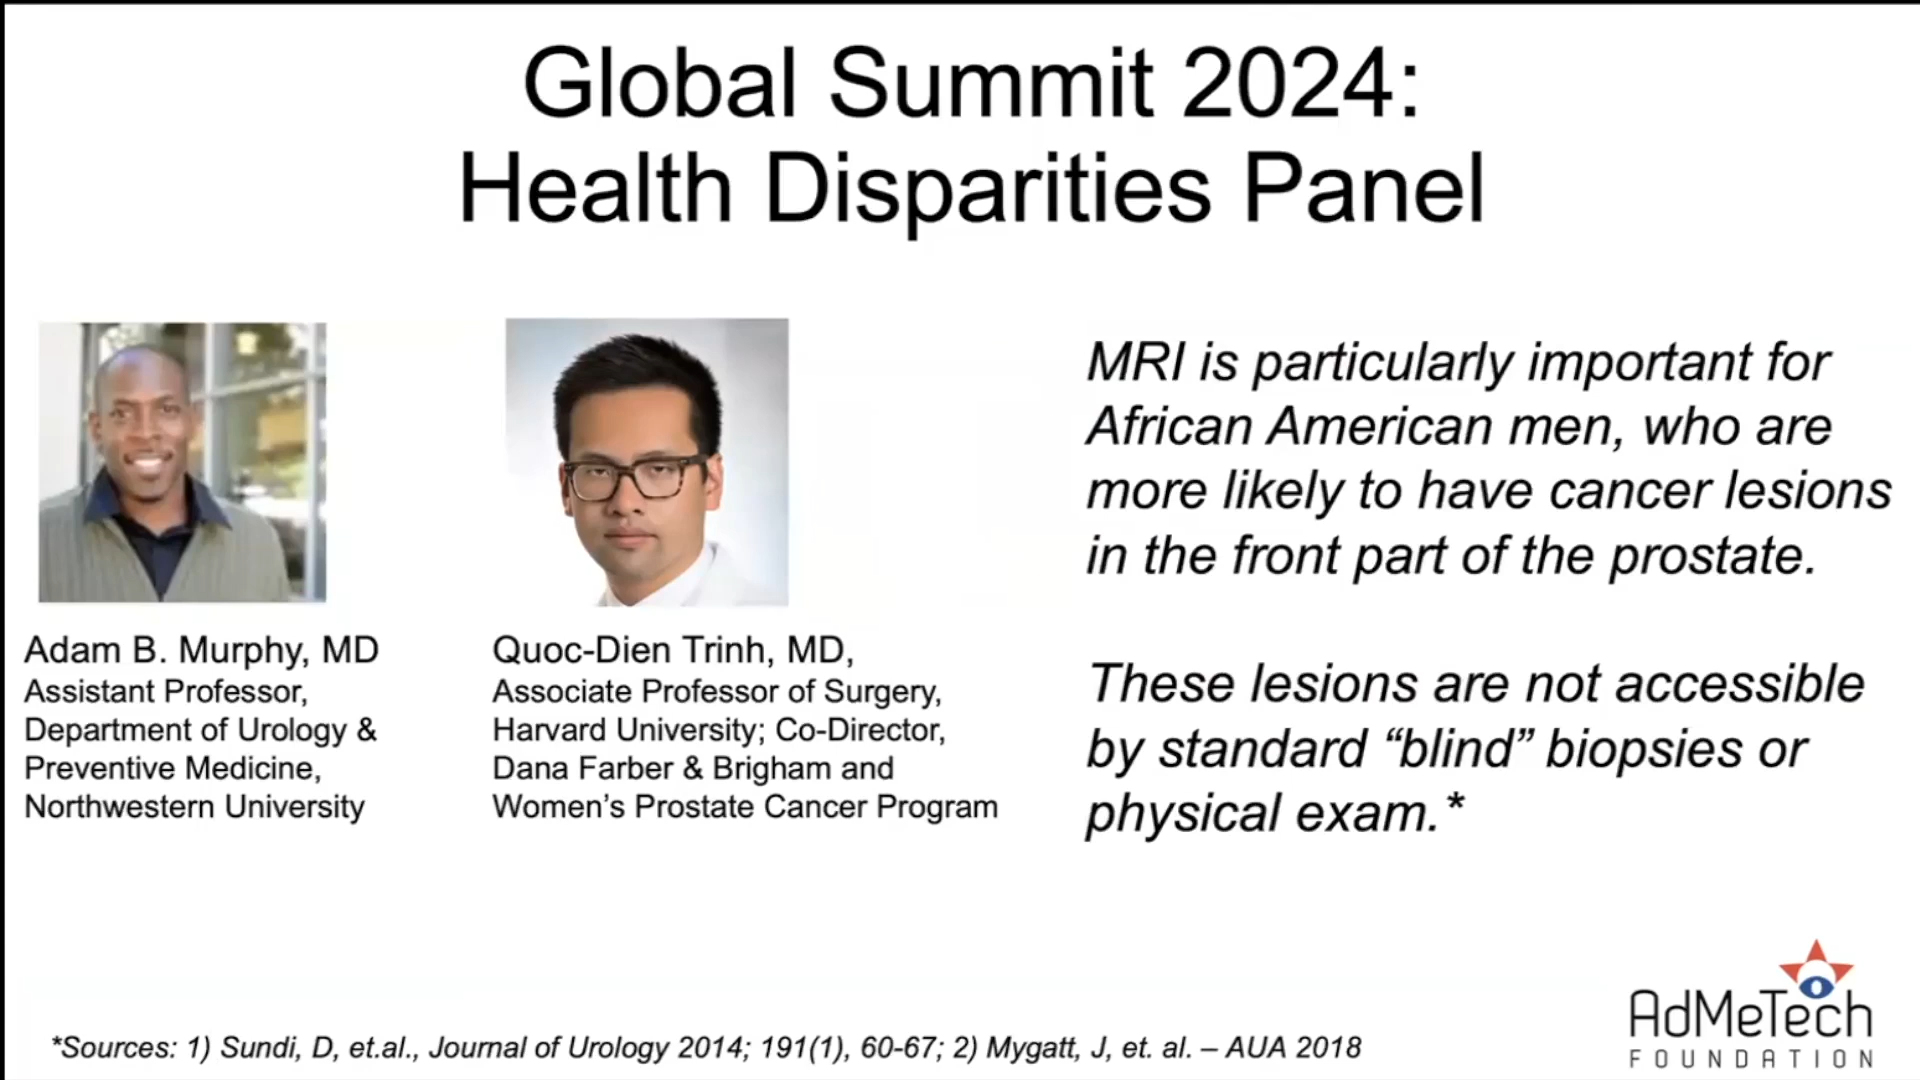 Global Summit 2024:
Health Disparities Panel
Adam B. Murphy, MD
Assistant Professor,
Department of Urology &
Preventive Medicine,
Northwestern University
Quoc-Dien Trinh, MD,
Associate Professor of Surgery,
Harvard University; Co-Director,
Dana Farber & Brigham and
Women’s Prostate Cancer Program
MRI is particularly important for
African American men, who are
more likely to have cancer lesions
in the front part of the prostate.
These lesions are not accessible
by standard “blind” biopsies or
physical exam.*
*Sources: 1) Sundi, D, et.al., Journal of Urology 2014; 191(1), 60-67; 2) Mygatt, J, et. al. – AUA 2018
AdMeTech
FOUNDATION